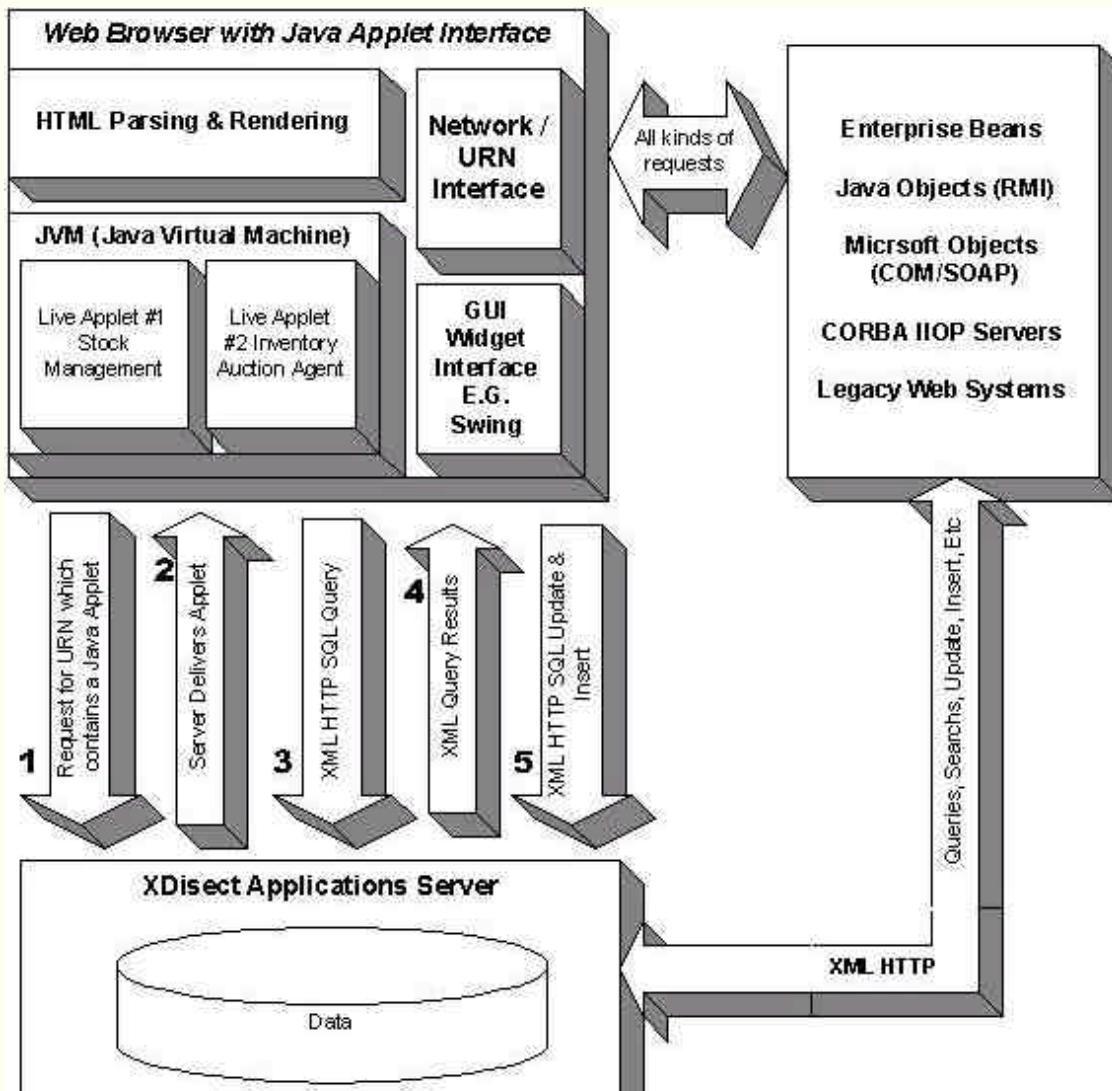 Web Browser with Java Applet Interface
HTML Parsing & Rendering
Network /
URN
Interface
JVM (Java Virtual Machine)
Live Applet #1
Stock
Management
Live Applet
#2 Inventory
Auction Agent
GUI
Widget
Interface
E.G.
Swing
All kinds of
requests
Enterprise Beans
Java Objects (RMI)
Micrsoft Objects
(COM/SOAP)
CORBA IIOP Servers
Legacy Web Systems
1
Request for URN which
contains a Java Applet
2
Server Delivers Applet
3
XML HTTP SQL Query
4
XML Query Results
5
XML HTTP SQL Update &
Insert
Queries, Searchs, Update, Insert, Etc
XML HTTP
XDisect Applications Server
Data